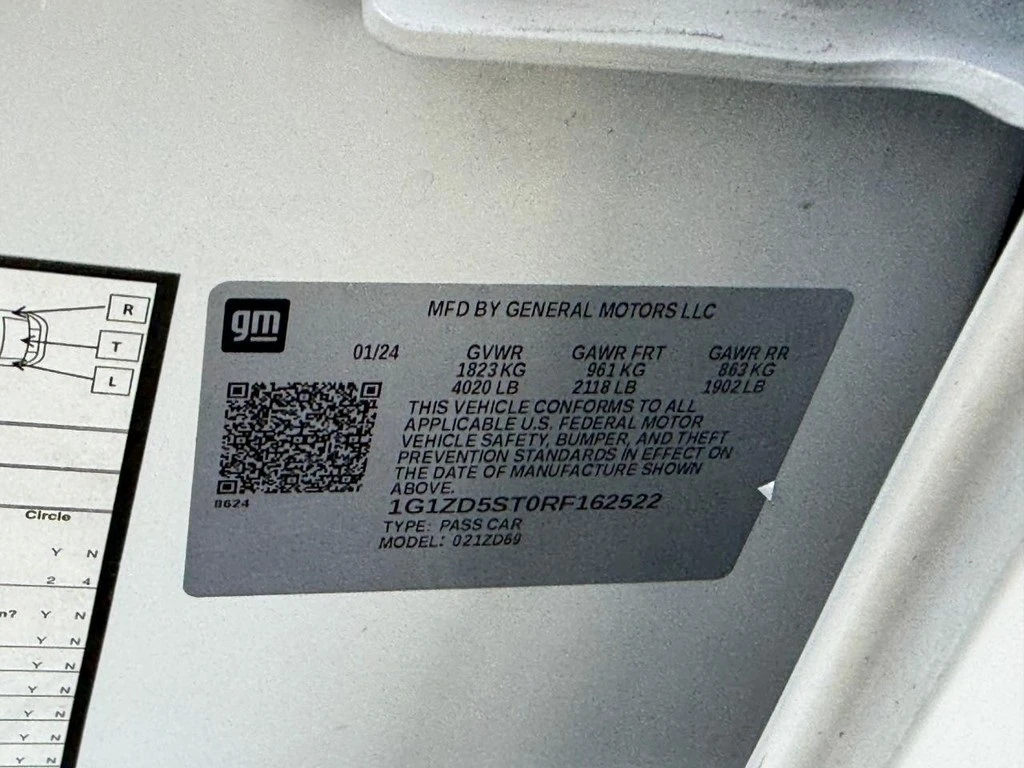 R
T
L
Circle
Y N
2 4
n? Y N
Y N
Y N
Y N
Y N
Y N
Y N
gm
MFD BY GENERAL MOTORS LLC
01/24 GVWR GAWR FRT GAWR RR
1823 KG 961 KG 863 KG
4020 LB 2118 LB 1902 LB
THIS VEHICLE CONFORMS TO ALL
APPLICABLE U.S. FEDERAL MOTOR
VEHICLE SAFETY, BUMPER, AND THEFT
PREVENTION STANDARDS IN EFFECT ON
THE DATE OF MANUFACTURE SHOWN
ABOVE.
8624
1G1ZD5ST0RF162522
TYPE: PASS CAR
MODEL: 021ZD69